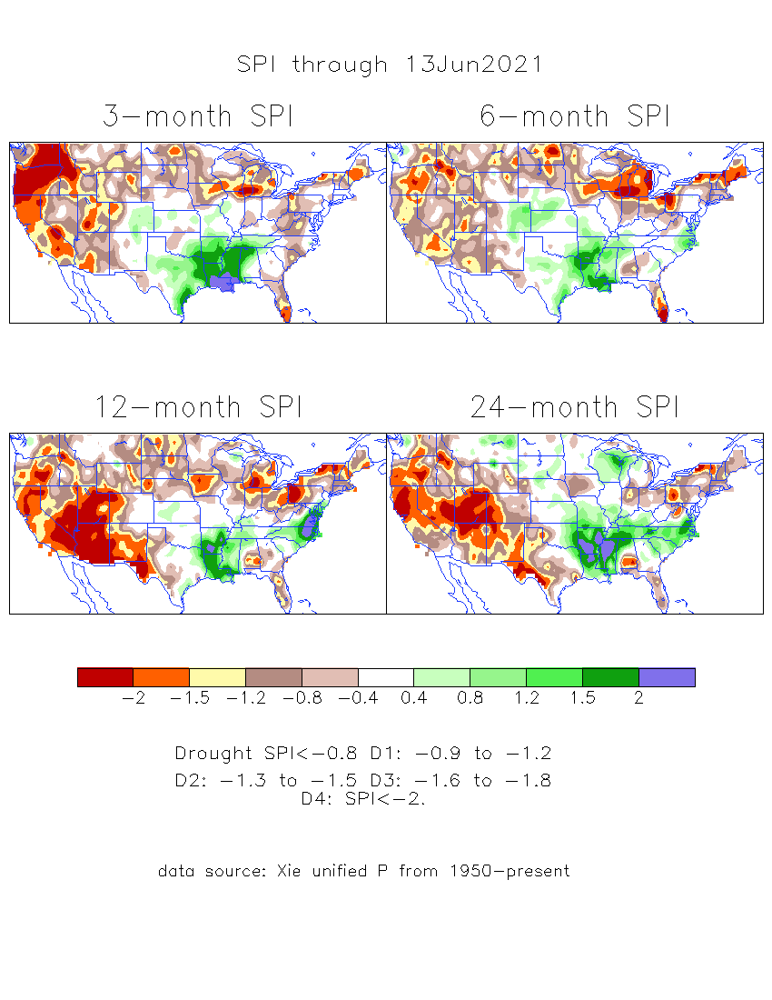 SPI through 13Jun2021
3-month SPI
6-month SPI
12-month SPI
24-month SPI
-2 -1.5 -1.2 -0.8 -0.4 0.4 0.8 1.2 1.5 2
Drought SPI<-0.8 D1: -0.9 to -1.2
D2: -1.3 to -1.5 D3: -1.6 to -1.8
D4: SPI<-2.
data source: Xie unified P from 1950-present